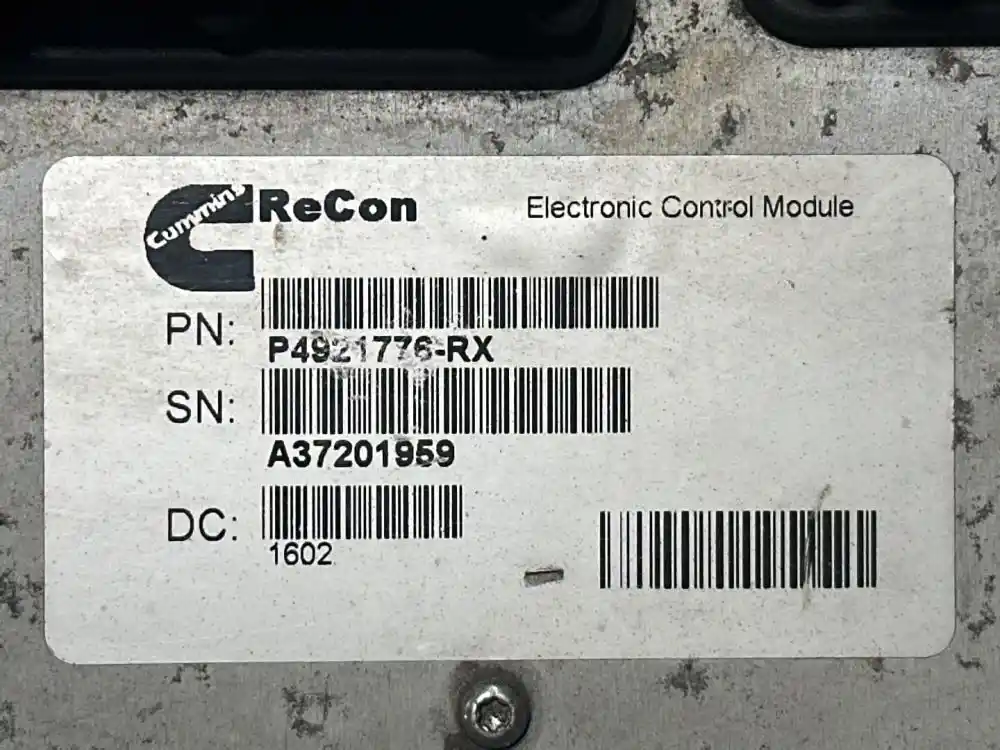 Cummins ReCon Electronic Control Module
PN: P4921776-RX
SN: A37201959
DC: 1602